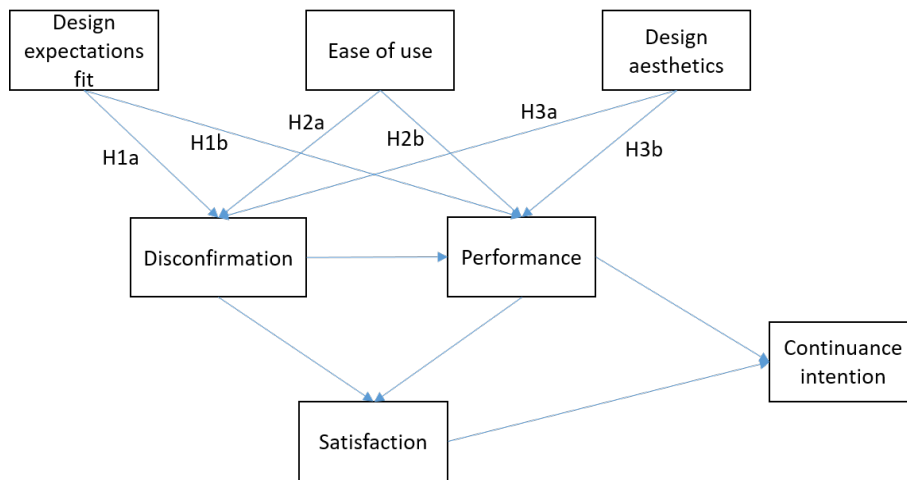 Design
expectations
fit
Ease of use
Design
aesthetics
H1a
H1b
H2a
H2b
H3a
H3b
Disconfirmation
Performance
Continuance
intention
Satisfaction